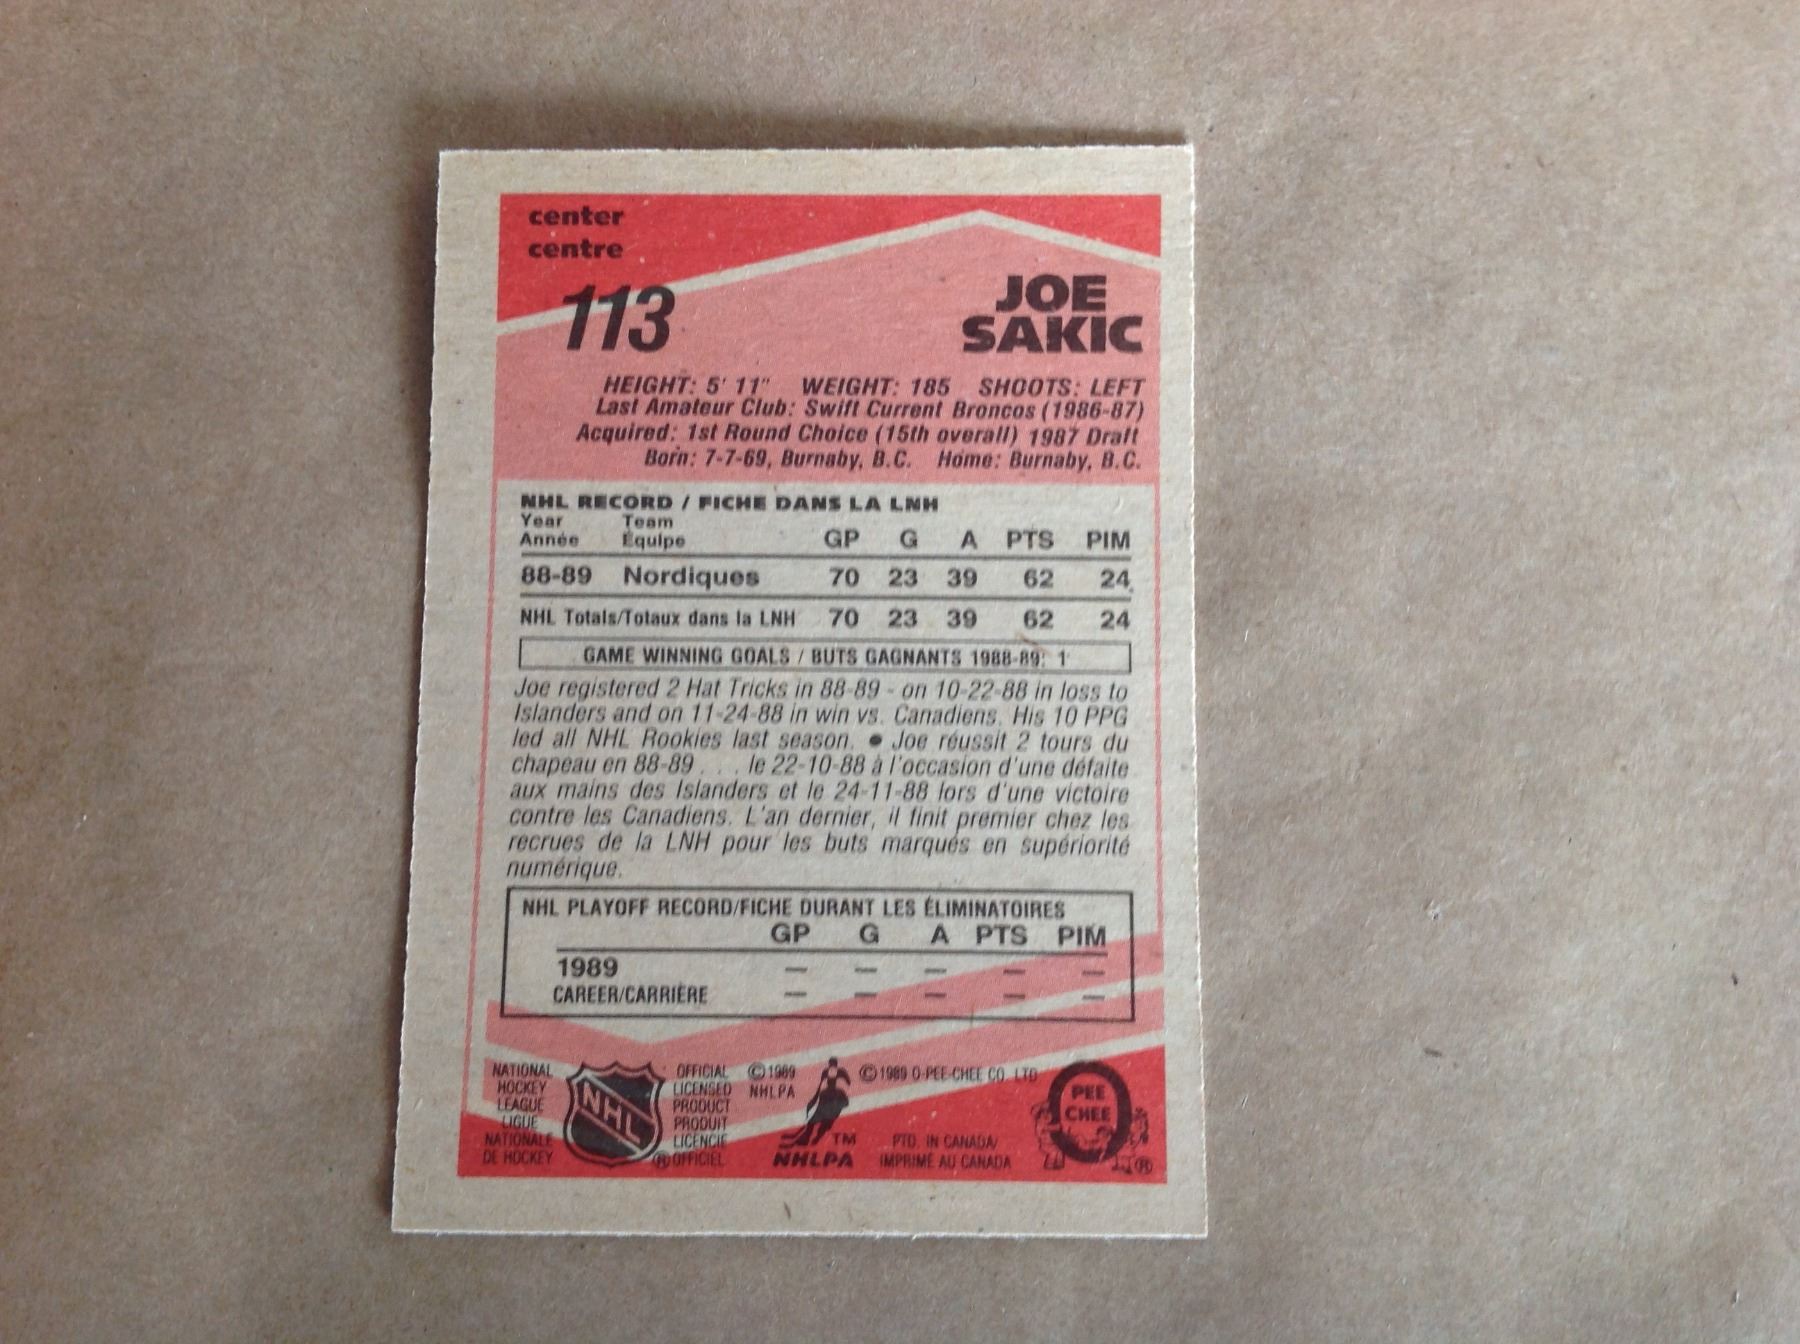 center
centre
113
JOE
SAKIC
HEIGHT: 5' 11" WEIGHT: 185 SHOOTS: LEFT
Last Amateur Club: Swift Current Broncos (1986-87)
Acquired: 1st Round Choice (15th overall) 1987 Draft
Born: 7-7-69, Burnaby, B.C. Home: Burnaby, B.C.
NHL RECORD / FICHE DANS LA LNH
Year Team
Année Équipe GP G A PTS PIM
88-89 Nordiques 70 23 39 62 24
NHL Totals/Totaux dans la LNH 70 23 39 62 24
GAME WINNING GOALS / BUTS GAGNANTS 1988-89: 1
Joe registered 2 Hat Tricks in 88-89 - on 10-22-88 in loss to
Islanders and on 11-24-88 in win vs. Canadiens. His 10 PPG
led all NHL Rookies last season. ● Joe réussit 2 tours du
chapeau en 88-89 . . . le 22-10-88 à l'occasion d'une défaite
aux mains des Islanders et le 24-11-88 lors d'une victoire
contre les Canadiens. L'an dernier, il finit premier chez les
recrues de la LNH pour les buts marqués en supériorité
numérique.
NHL PLAYOFF RECORD/FICHE DURANT LES ÉLIMINATOIRES
GP G A PTS PIM
1989 — — — — —
CAREER/CARRIÈRE — — — — —
NATIONAL
HOCKEY
LEAGUE
LIGUE
NATIONALE
DE HOCKEY
NHL
®
OFFICIAL
LICENSED
PRODUCT
PRODUIT
LICENCIÉ
OFFICIEL
© 1989
NHLPA
TM
NHLPA
© 1989 O-PEE-CHEE CO. LTD
PTD. IN CANADA/
IMPRIMÉ AU CANADA
O
PEE
CHEE
®